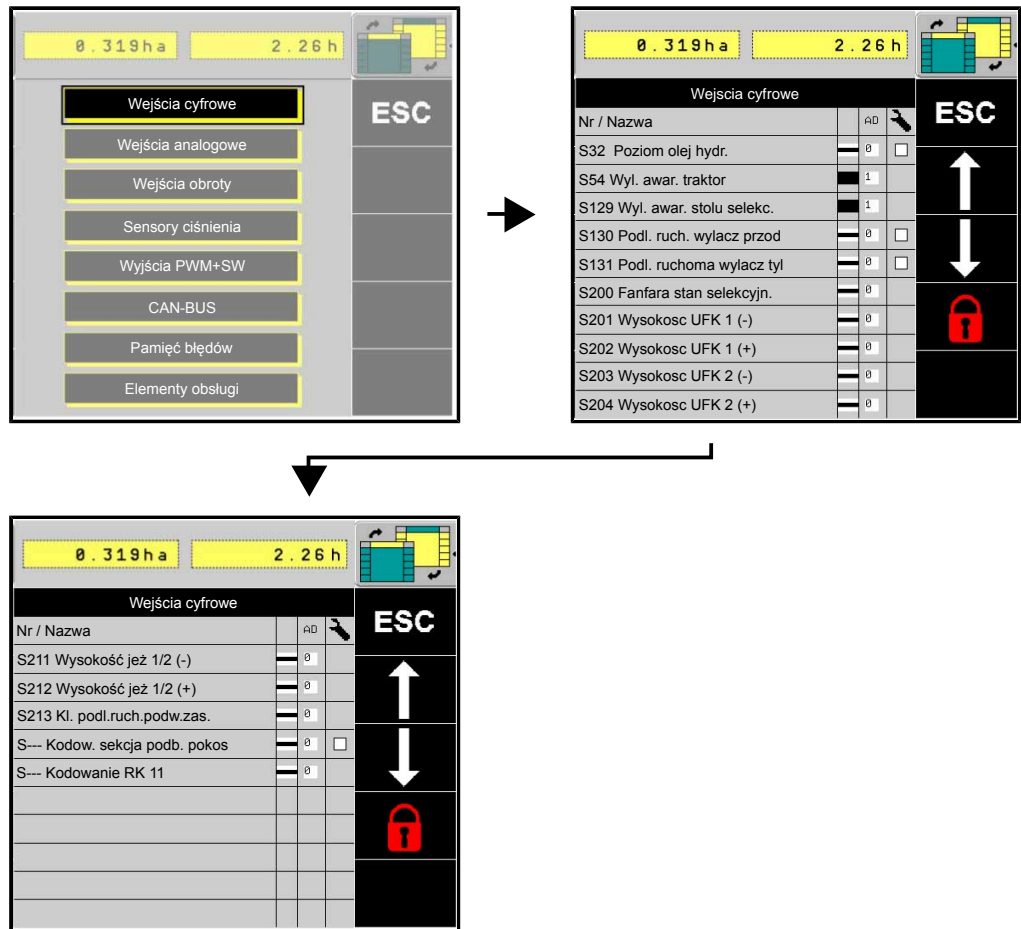 0.319ha 2.26h
ESC
Wejścia cyfrowe
Wejścia analogowe
Wejścia obroty
Sensory ciśnienia
Wyjścia PWM+SW
CAN-BUS
Pamięć błędów
Elementy obsługi
0.319ha 2.26h
Wejscia cyfrowe
ESC
Nr / Nazwa AD
S32 Poziom olej hydr. 0
S54 Wyl. awar. traktor 1
S129 Wyl. awar. stolu selekc. 1
S130 Podl. ruch. wylacz przod 0
S131 Podl. ruchoma wylacz tyl 0
S200 Fanfara stan selekcyjn. 0
S201 Wysokosc UFK 1 (-) 0
S202 Wysokosc UFK 1 (+) 0
S203 Wysokosc UFK 2 (-) 0
S204 Wysokosc UFK 2 (+) 0
0.319ha 2.26h
Wejścia cyfrowe
ESC
Nr / Nazwa AD
S211 Wysokość jeż 1/2 (-) 0
S212 Wysokość jeż 1/2 (+) 0
S213 Kl. podl.ruch.podw.zas. 0
S--- Kodow. sekcja podb. pokos 0
S--- Kodowanie RK 11 0